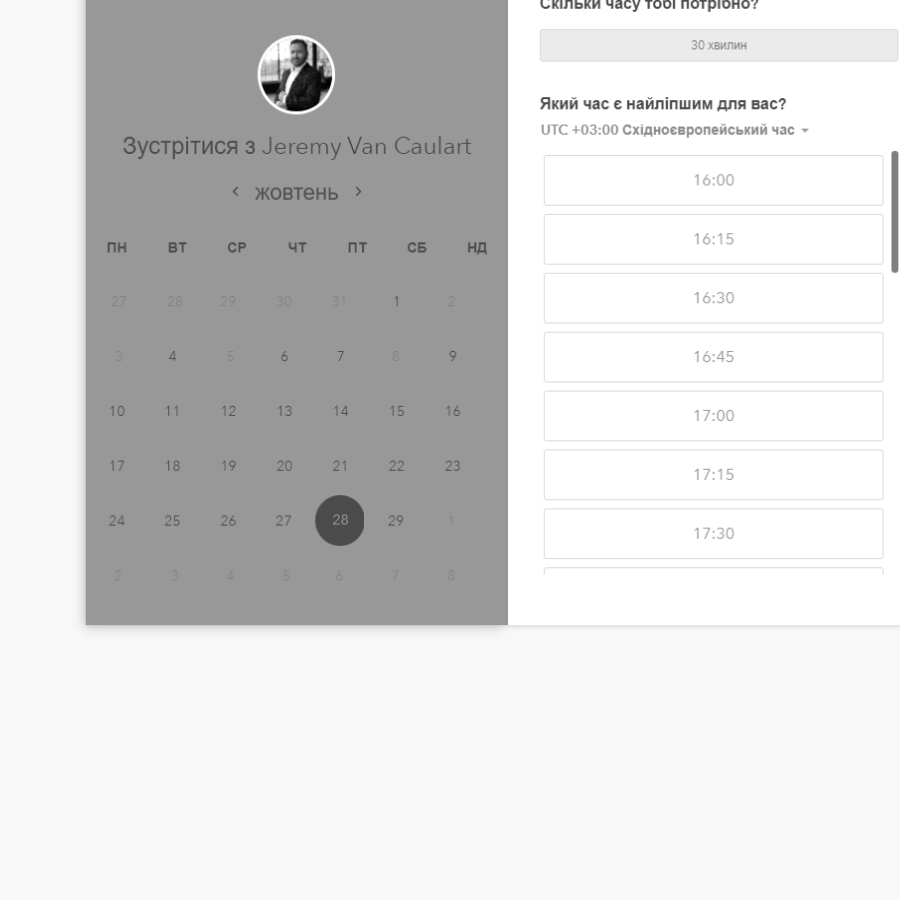 Зустрітися з Jeremy Van Caulart
жовтень
ПН ВТ СР ЧТ ПТ СБ НД
27 28 29 30 31 1 2
3 4 5 6 7 8 9
10 11 12 13 14 15 16
17 18 19 20 21 22 23
24 25 26 27 28 29 1
2 3 4 5 6 7 8
Скільки часу тобі потрібно?
30 хвилин
Який час є найліпшим для вас?
UTC +03:00 Східноєвропейський час
16:00
16:15
16:30
16:45
17:00
17:15
17:30